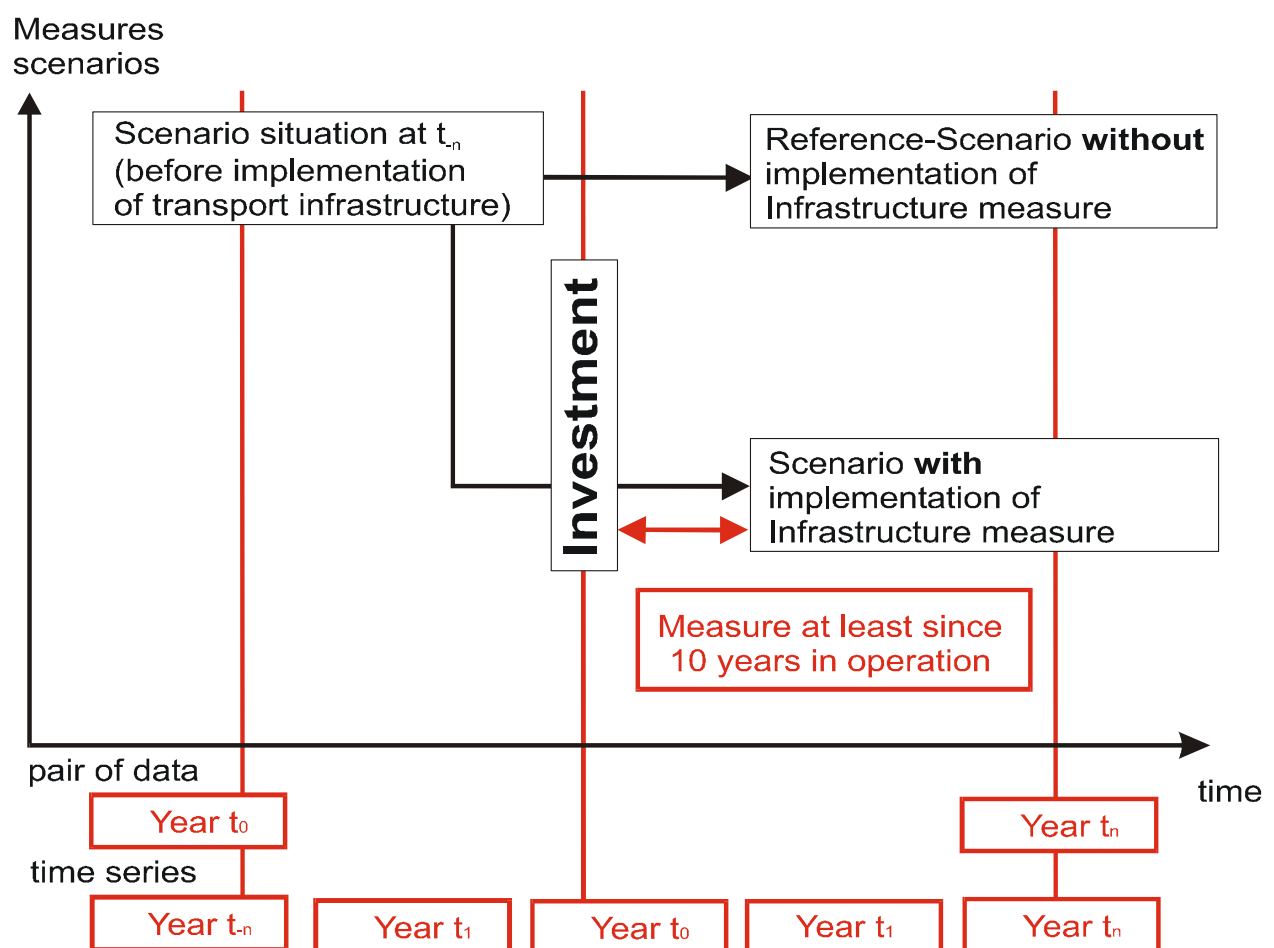 Measures
scenarios
Scenario situation at t-n
(before implementation
of transport infrastructure)
Reference-Scenario without
implementation of
Infrastructure measure
Investment
Scenario with
implementation of
Infrastructure measure
Measure at least since
10 years in operation
pair of data
time
Year t0
Year tn
time series
Year t-n
Year t1
Year t0
Year t1
Year tn